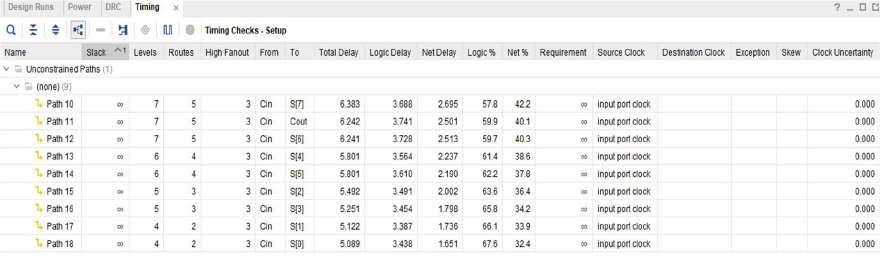 Design Runs Power DRC Timing x
? _
Timing Checks - Setup
Name Slack ^1 Levels Routes High Fanout From To Total Delay Logic Delay Net Delay Logic % Net % Requirement Source Clock Destination Clock Exception Skew Clock Uncertainty
Unconstrained Paths (1)
(none) (9)
Path 10 ∞ 7 5 3 Cin S[7] 6.383 3.688 2.695 57.8 42.2 ∞ input port clock 0.000
Path 11 ∞ 7 5 3 Cin Cout 6.242 3.741 2.501 59.9 40.1 ∞ input port clock 0.000
Path 12 ∞ 7 5 3 Cin S[6] 6.241 3.728 2.513 59.7 40.3 ∞ input port clock 0.000
Path 13 ∞ 6 4 3 Cin S[4] 5.801 3.564 2.237 61.4 38.6 ∞ input port clock 0.000
Path 14 ∞ 6 4 3 Cin S[5] 5.801 3.610 2.190 62.2 37.8 ∞ input port clock 0.000
Path 15 ∞ 5 3 3 Cin S[2] 5.492 3.491 2.002 63.6 36.4 ∞ input port clock 0.000
Path 16 ∞ 5 3 3 Cin S[3] 5.251 3.454 1.798 65.8 34.2 ∞ input port clock 0.000
Path 17 ∞ 4 2 3 Cin S[1] 5.122 3.387 1.736 66.1 33.9 ∞ input port clock 0.000
Path 18 ∞ 4 2 3 Cin S[0] 5.089 3.438 1.651 67.6 32.4 ∞ input port clock 0.000